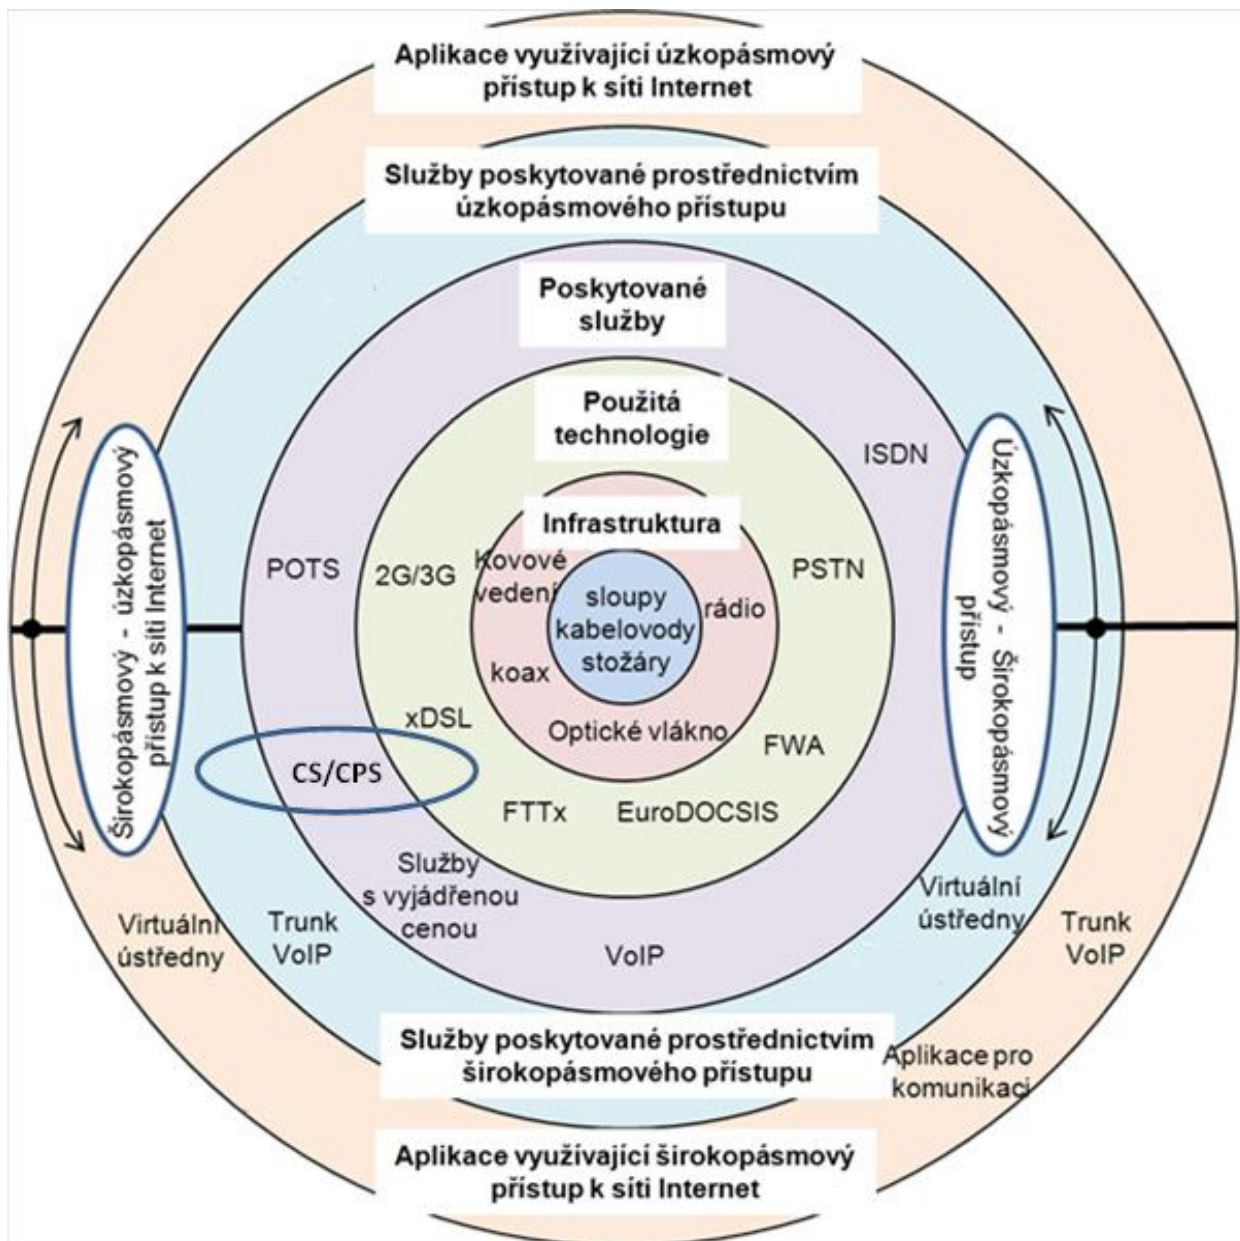 Aplikace využívající úzkopásmový
přístup k síti Internet
Služby poskytované prostřednictvím
úzkopásmového přístupu
Poskytované
služby
Použitá
technologie
ISDN
Infrastruktura
Širokopásmový - úzkopásmový
přístup k síti Internet
POTS
2G/3G
Kovové
vedení
sloupy
kabelovody
stožáry
rádio
PSTN
Úzkopásmový - Širokopásmový
přístup
koax
xDSL
Optické vlákno
FWA
CS/CPS
FTTx
EuroDOCSIS
Služby
s vyjádřenou
cenou
Virtuální
ústředny
Trunk
VoIP
VoIP
Virtuální
ústředny
Trunk
VoIP
Služby poskytované prostřednictvím
širokopásmového přístupu
Aplikace pro
komunikaci
Aplikace využívající širokopásmový
přístup k síti Internet